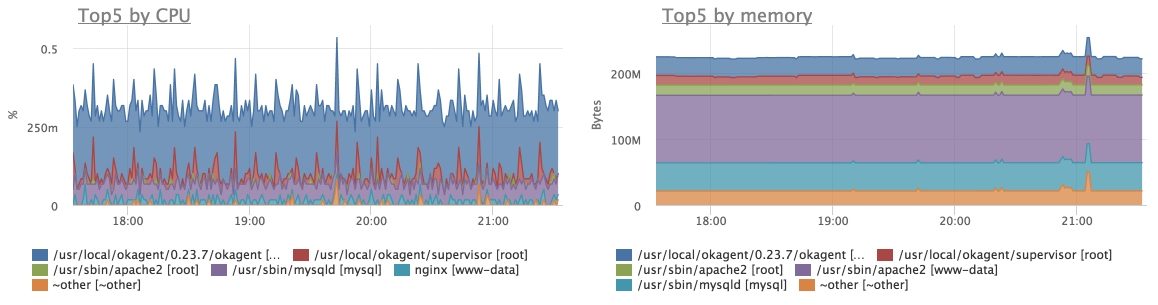 Top5 by CPU
0.5
%
250m
0
18:00 19:00 20:00 21:00
/usr/local/okagent/0.23.7/okagent [... /usr/local/okagent/supervisor [root]
/usr/sbin/apache2 [root] /usr/sbin/mysqld [mysql] nginx [www-data]
~other [~other]
Top5 by memory
200M
Bytes
100M
0
18:00 19:00 20:00 21:00
/usr/local/okagent/0.23.7/okagent [... /usr/local/okagent/supervisor [root]
/usr/sbin/apache2 [root] /usr/sbin/apache2 [www-data]
/usr/sbin/mysqld [mysql] ~other [~other]